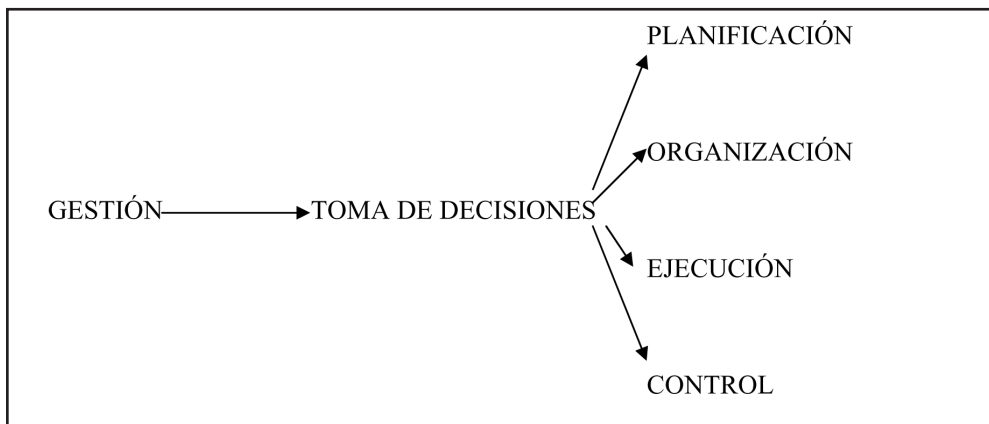 PLANIFICACIÓN
ORGANIZACIÓN
GESTIÓN TOMA DE DECISIONES
EJECUCIÓN
CONTROL